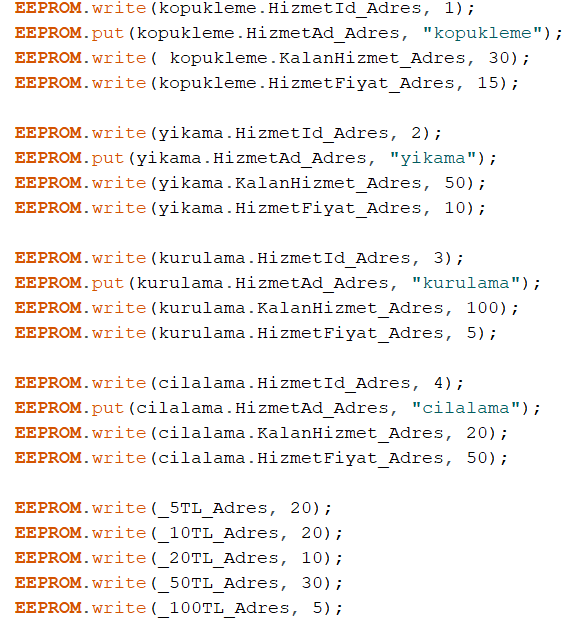 EEPROM.write(kopukleme.HizmetId_Adres, 1);
EEPROM.put(kopukleme.HizmetAd_Adres, "kopukleme");
EEPROM.write( kopukleme.KalanHizmet_Adres, 30);
EEPROM.write(kopukleme.HizmetFiyat_Adres, 15);

EEPROM.write(yikama.HizmetId_Adres, 2);
EEPROM.put(yikama.HizmetAd_Adres, "yikama");
EEPROM.write(yikama.KalanHizmet_Adres, 50);
EEPROM.write(yikama.HizmetFiyat_Adres, 10);

EEPROM.write(kurulama.HizmetId_Adres, 3);
EEPROM.put(kurulama.HizmetAd_Adres, "kurulama");
EEPROM.write(kurulama.KalanHizmet_Adres, 100);
EEPROM.write(kurulama.HizmetFiyat_Adres, 5);

EEPROM.write(cilalama.HizmetId_Adres, 4);
EEPROM.put(cilalama.HizmetAd_Adres, "cilalama");
EEPROM.write(cilalama.KalanHizmet_Adres, 20);
EEPROM.write(cilalama.HizmetFiyat_Adres, 50);

EEPROM.write(_5TL_Adres, 20);
EEPROM.write(_10TL_Adres, 20);
EEPROM.write(_20TL_Adres, 10);
EEPROM.write(_50TL_Adres, 30);
EEPROM.write(_100TL_Adres, 5);